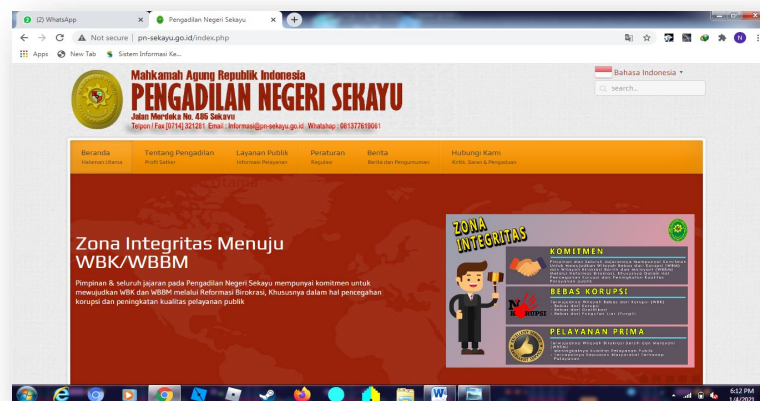 (2) WhatsApp
Pengadilan Negeri Sekayu
Not secure | pn-sekayu.go.id/index.php
Apps New Tab Sistem Informasi Ke...
Mahkamah Agung Republik Indonesia
PENGADILAN NEGERI SEKAYU
Jalan Merdeka No. 485 Sekayu
Telpon / Fax (0714) 321281 Email : Informasi@pn-sekayu.go.id Whatshap : 081377619061
Bahasa Indonesia
search...
Beranda Tentang Pengadilan Layanan Publik Peraturan Berita Hubungi Kami
Halaman Utama Profil Satker Informasi Pelayanan Regulasi Berita dan Pengumuman Kritik, Saran & Pengaduan
Zona Integritas Menuju
WBK/WBBM
Pimpinan & seluruh jajaran pada Pengadilan Negeri Sekayu mempunyai komitmen untuk
mewujudkan WBK dan WBBM melalui Reformasi Birokrasi, Khususnya dalam hal pencegahan
korupsi dan peningkatan kualitas pelayanan publik
ZONA
INTEGRITAS
KOMITMEN
BEBAS KORUPSI
PELAYANAN PRIMA
6:12 PM
1/4/2021